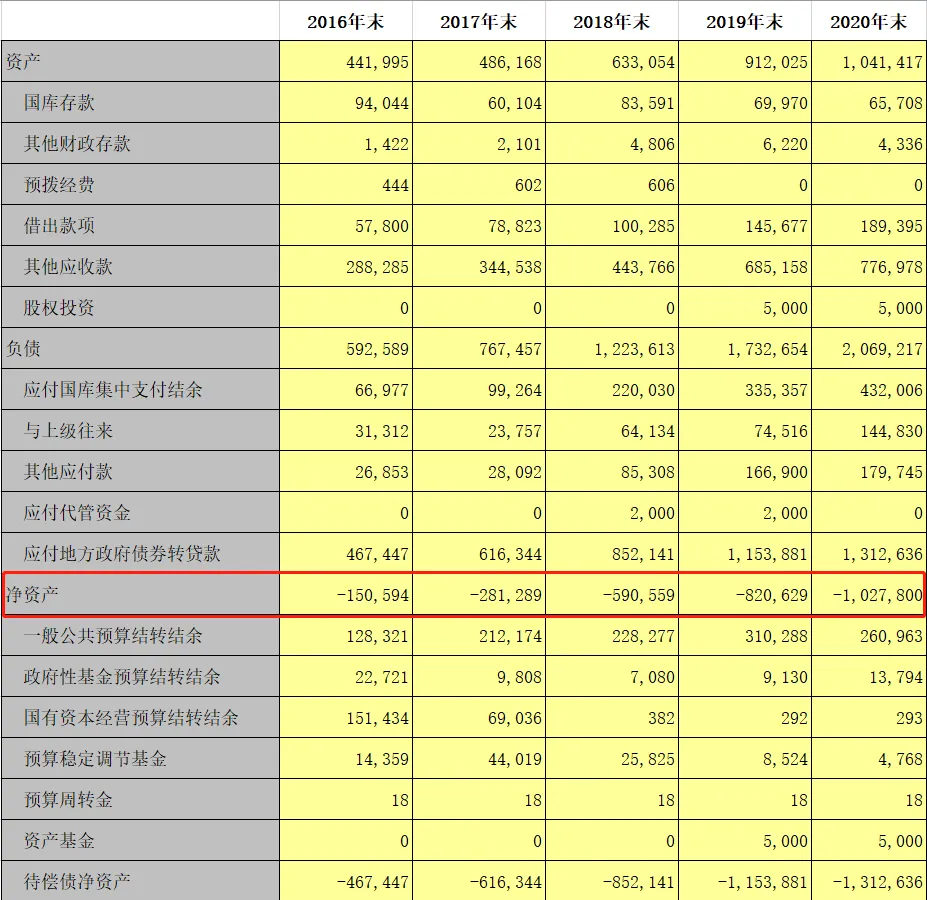 2016年末 2017年末 2018年末 2019年末 2020年末
资产 441,995 486,168 633,054 912,025 1,041,417
国库存款 94,044 60,104 83,591 69,970 65,708
其他财政存款 1,422 2,101 4,806 6,220 4,336
预拨经费 444 602 606 0 0
借出款项 57,800 78,823 100,285 145,677 189,395
其他应收款 288,285 344,538 443,766 685,158 776,978
股权投资 0 0 0 5,000 5,000
负债 592,589 767,457 1,223,613 1,732,654 2,069,217
应付国库集中支付结余 66,977 99,264 220,030 335,357 432,006
与上级往来 31,312 23,757 64,134 74,516 144,830
其他应付款 26,853 28,092 85,308 166,900 179,745
应付代管资金 0 0 2,000 2,000 0
应付地方政府债券转贷款 467,447 616,344 852,141 1,153,881 1,312,636
净资产 -150,594 -281,289 -590,559 -820,629 -1,027,800
一般公共预算结转结余 128,321 212,174 228,277 310,288 260,963
政府性基金预算结转结余 22,721 9,808 7,080 9,130 13,794
国有资本经营预算结转结余 151,434 69,036 382 292 293
预算稳定调节基金 14,359 44,019 25,825 8,524 4,768
预算周转金 18 18 18 18 18
资产基金 0 0 0 5,000 5,000
待偿债净资产 -467,447 -616,344 -852,141 -1,153,881 -1,312,636